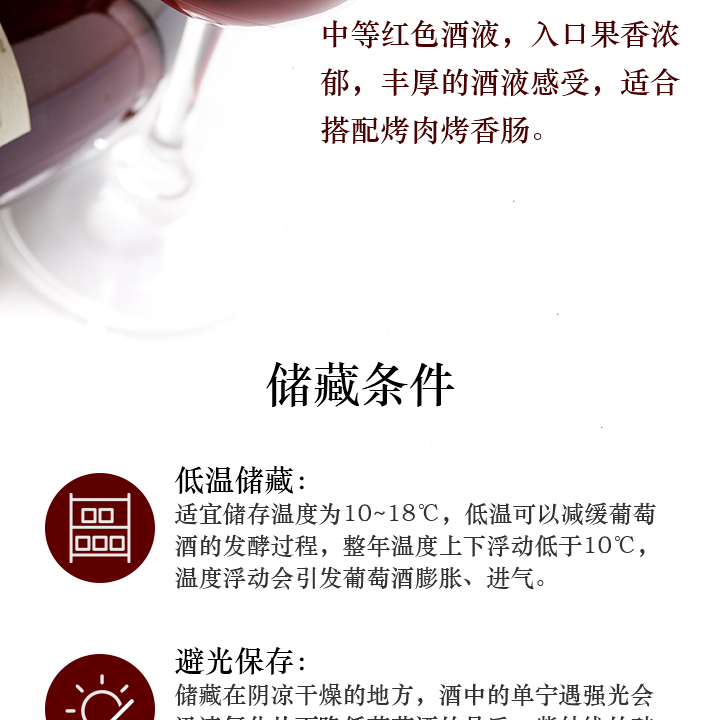 中等红色酒液，入口果香浓
郁，丰厚的酒液感受，适合
搭配烤肉烤香肠。
储藏条件
低温储藏：
适宜储存温度为10~18℃，低温可以减缓葡萄
酒的发酵过程，整年温度上下浮动低于10℃，
温度浮动会引发葡萄酒膨胀、进气。
避光保存：
储藏在阴凉干燥的地方，酒中的单宁遇强光会